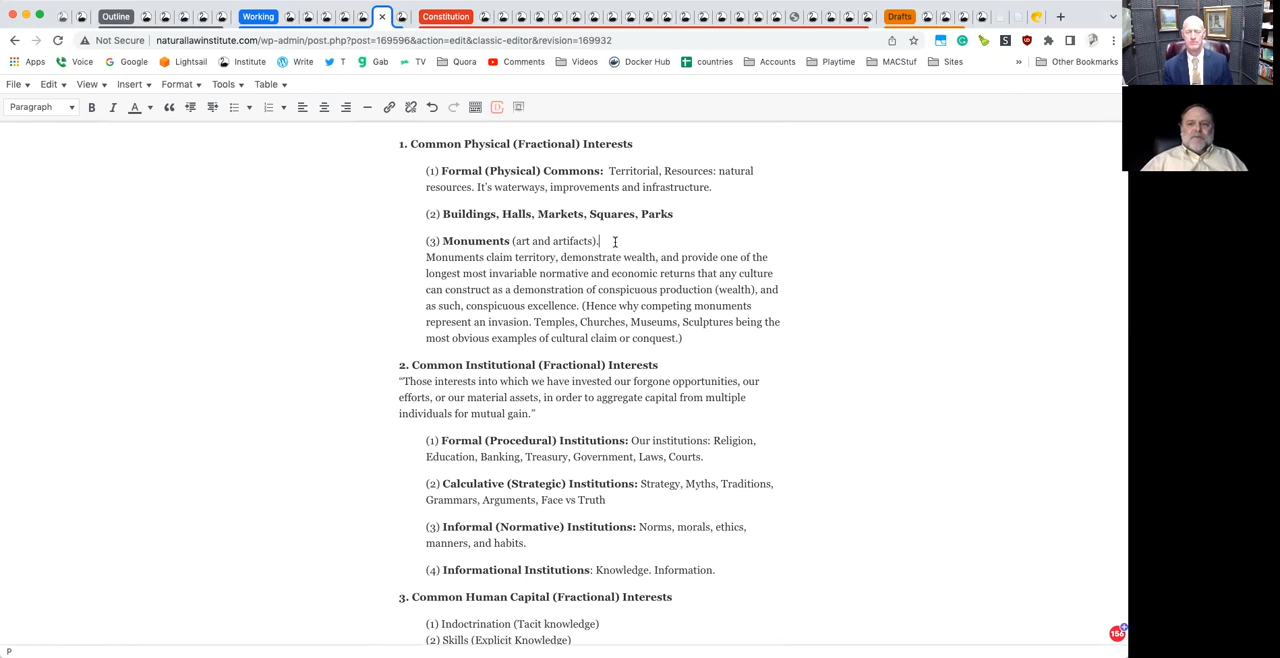 Outline
Working
Constitution
Drafts
Not Secure
naturallawinstitute.com/wp-admin/post.php?post=169596&action=edit&classic-editor&revision=169932
Apps Voice Google Lightsail Institute Write T Gab TV Quora Comments Videos Docker Hub countries Accounts Playtime MACStuf Sites » Other Bookmarks
File Edit View Insert Format Tools Table
Paragraph B I A
1. Common Physical (Fractional) Interests
(1) Formal (Physical) Commons: Territorial, Resources: natural
resources. It's waterways, improvements and infrastructure.
(2) Buildings, Halls, Markets, Squares, Parks
(3) Monuments (art and artifacts).
Monuments claim territory, demonstrate wealth, and provide one of the
longest most invariable normative and economic returns that any culture
can construct as a demonstration of conspicuous production (wealth), and
as such, conspicuous excellence. (Hence why competing monuments
represent an invasion. Temples, Churches, Museums, Sculptures being the
most obvious examples of cultural claim or conquest.)
2. Common Institutional (Fractional) Interests
"Those interests into which we have invested our forgone opportunities, our
efforts, or our material assets, in order to aggregate capital from multiple
individuals for mutual gain."
(1) Formal (Procedural) Institutions: Our institutions: Religion,
Education, Banking, Treasury, Government, Laws, Courts.
(2) Calculative (Strategic) Institutions: Strategy, Myths, Traditions,
Grammars, Arguments, Face vs Truth
(3) Informal (Normative) Institutions: Norms, morals, ethics,
manners, and habits.
(4) Informational Institutions: Knowledge. Information.
3. Common Human Capital (Fractional) Interests
(1) Indoctrination (Tacit knowledge)
(2) Skills (Explicit Knowledge)
156
P